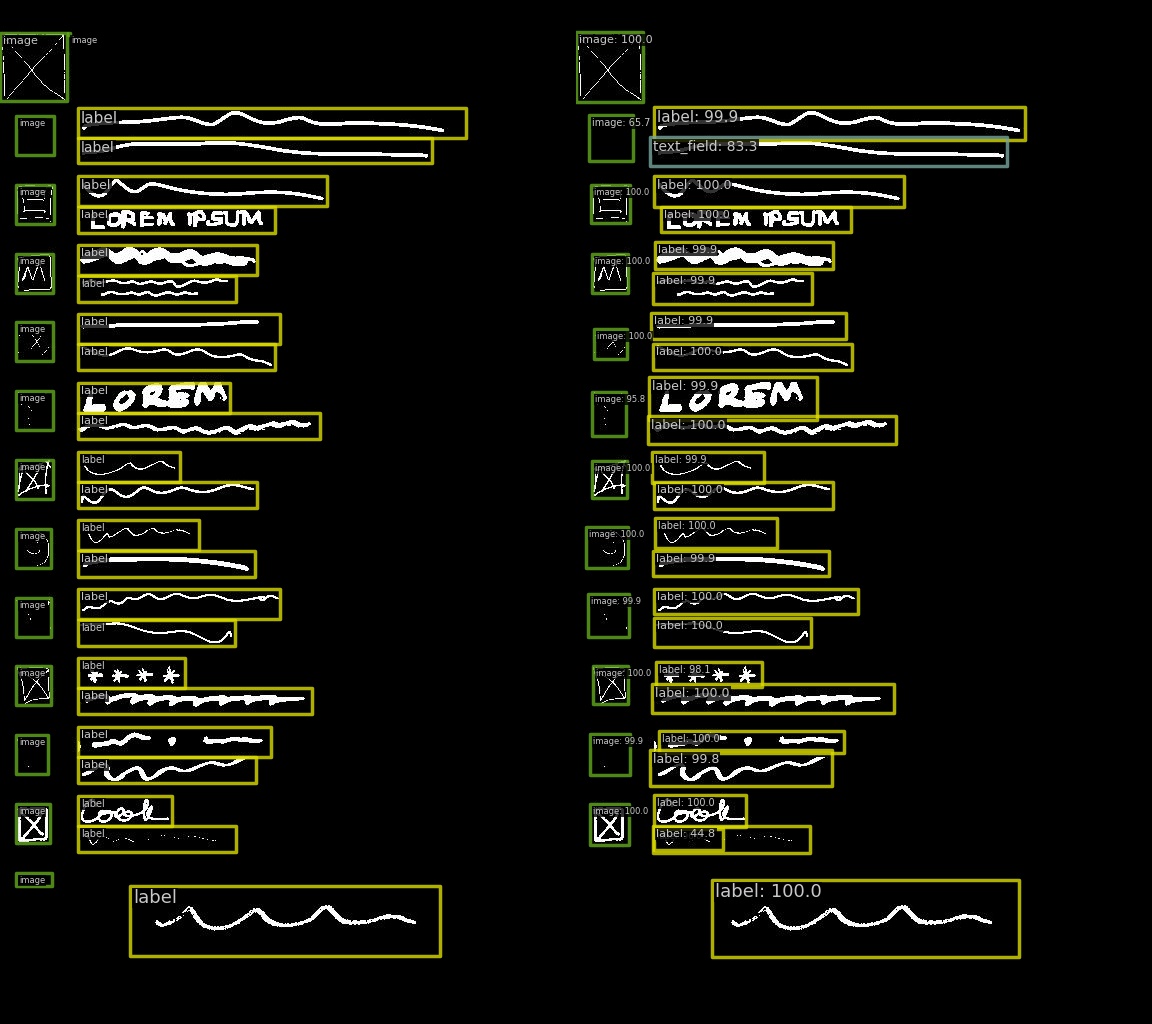 image image image: 100.0
image label image: 65.7 label: 99.9
label text_field: 83.3
image label image: 100.0 label: 100.0
label LOREM IPSUM label: 100.0 LOREM IPSUM
image label image: 100.0 label: 99.9
label label: 99.9
image label image: 100.0 label: 99.9
label label: 100.0
image label LOREM image: 95.8 label: 99.9 LOREM
label label: 100.0
image label image: 100.0 label: 99.9
label label: 100.0
image label image: 100.0 label: 100.0
label label: 99.9
image label image: 99.9 label: 100.0
label label: 100.0
image label * * * * image: 100.0 label: 98.1 * * * *
label label: 100.0
image label image: 99.9 label: 100.0
label label: 99.8
image label image: 100.0 label: 100.0
label label: 44.8
image
label label: 100.0